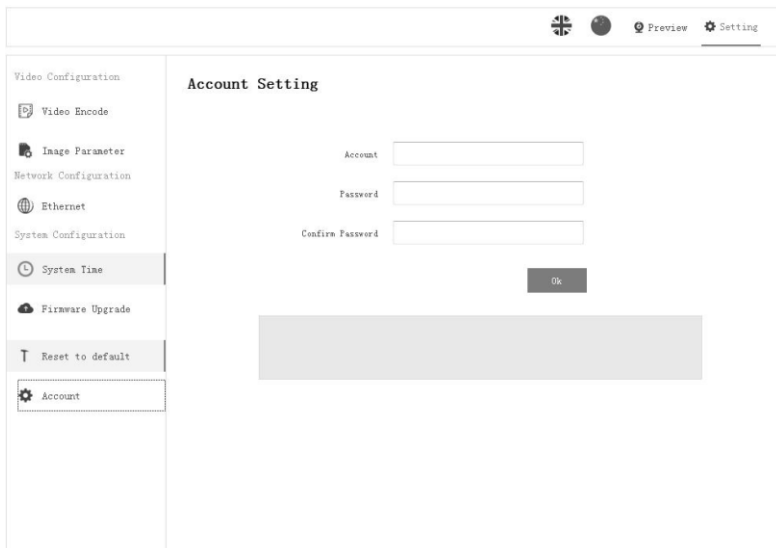 Preview
Setting
Video Configuration
Video Encode
Image Parameter
Network Configuration
Ethernet
System Configuration
System Time
Firmware Upgrade
Reset to default
Account
Account Setting
Account
Password
Confirm Password
Ok